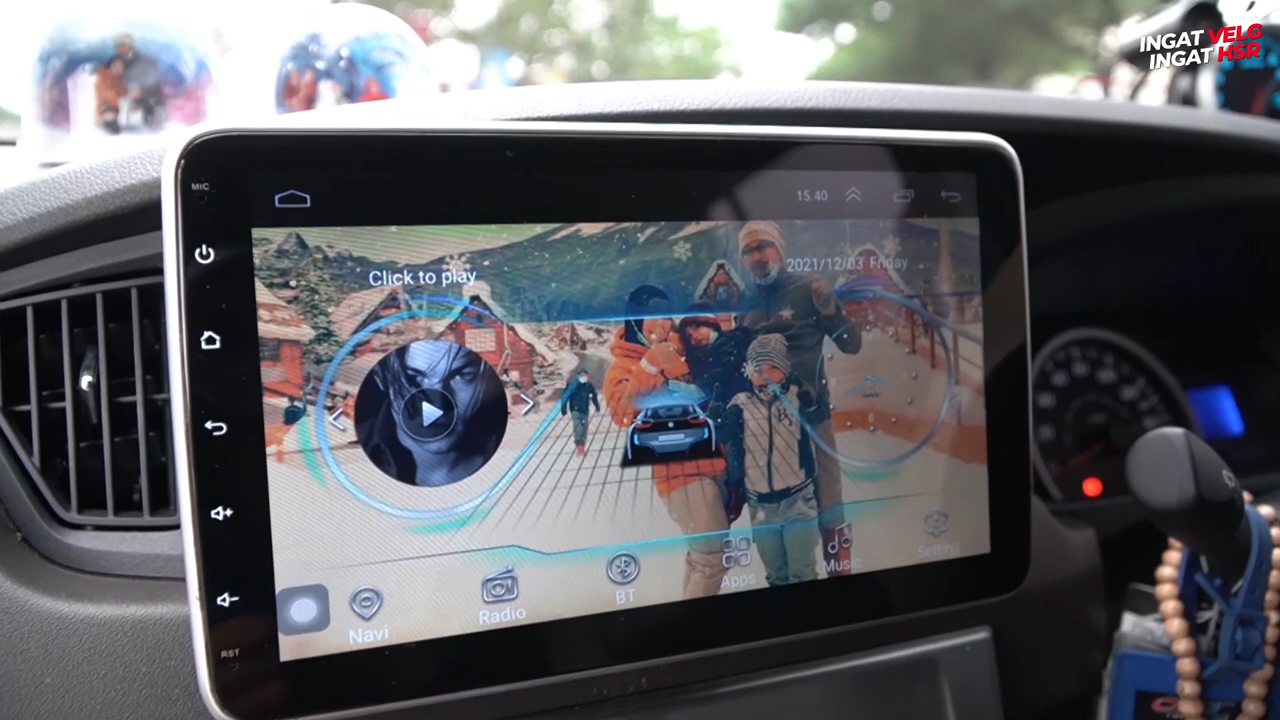 INGAT VELG
INGAT HSR
MIC
15.40
Click to play
2021/12/03 Friday
Navi
Radio
BT
Apps
Music
Setting
RST